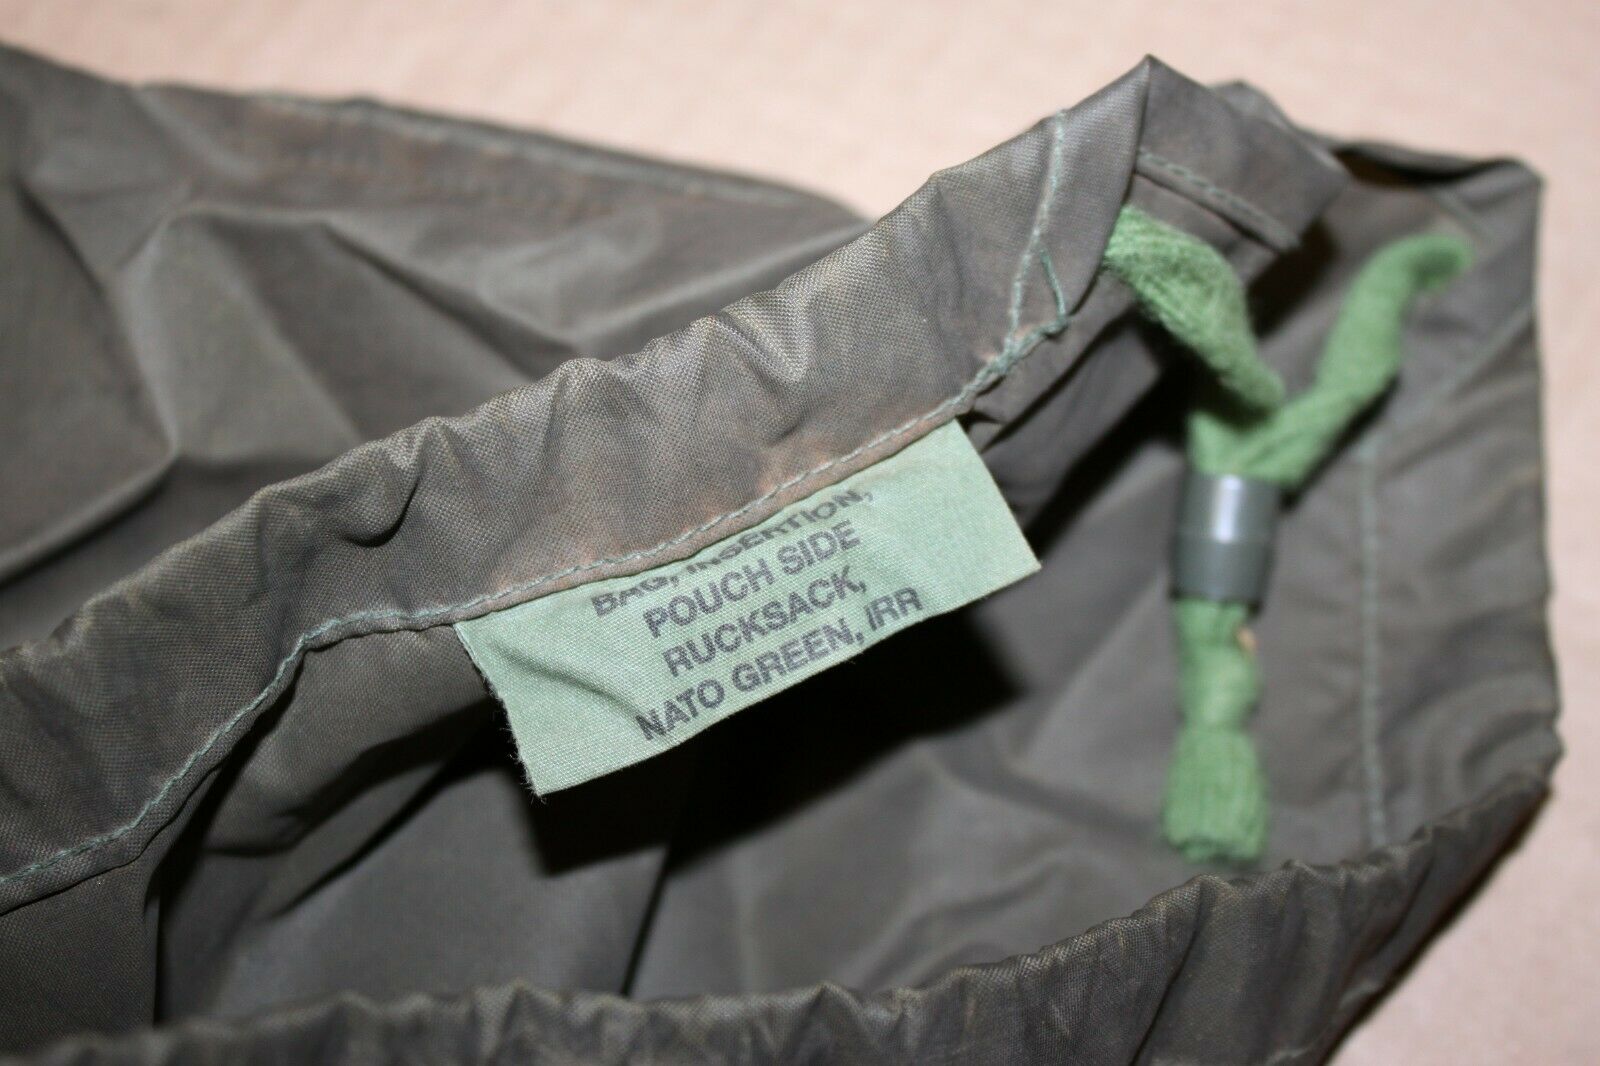 BAG, INSERTION,
POUCH SIDE
RUCKSACK,
NATO GREEN, IRR